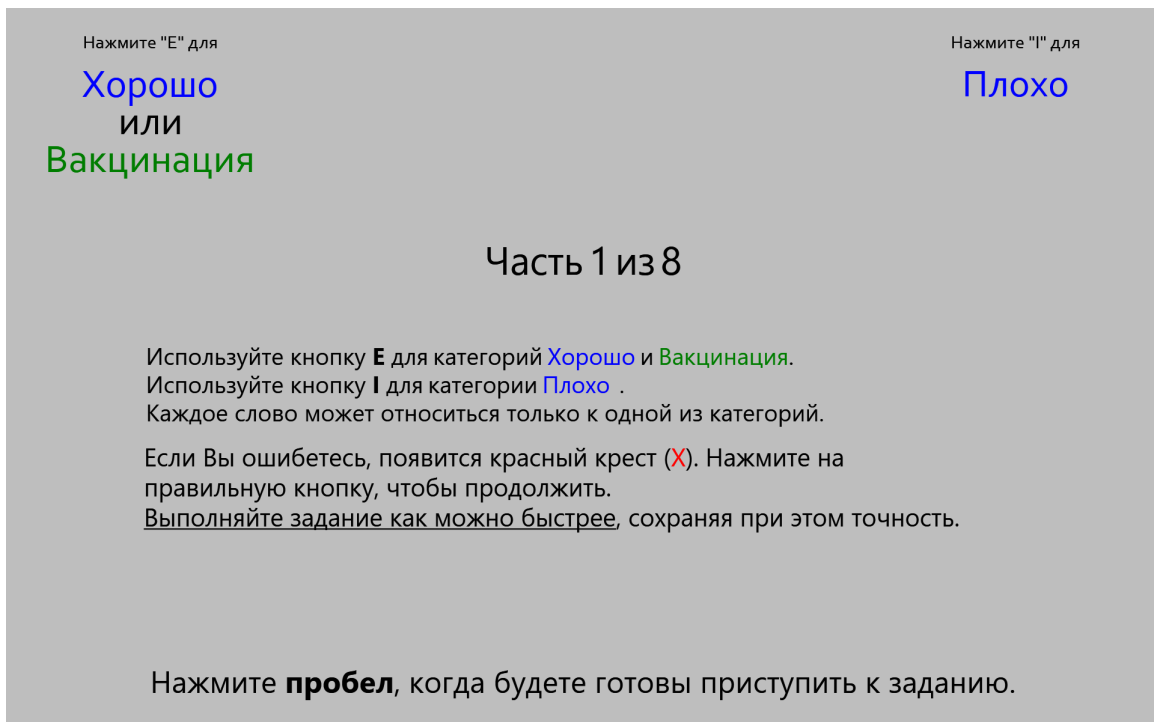 Нажмите "E" для
Хорошо
или
Вакцинация
Нажмите "I" для
Плохо
Часть 1 из 8
Используйте кнопку E для категорий Хорошо и Вакцинация.
Используйте кнопку I для категории Плохо .
Каждое слово может относиться только к одной из категорий.
Если Вы ошибетесь, появится красный крест (X). Нажмите на
правильную кнопку, чтобы продолжить.
Выполняйте задание как можно быстрее, сохраняя при этом точность.
Нажмите пробел, когда будете готовы приступить к заданию.